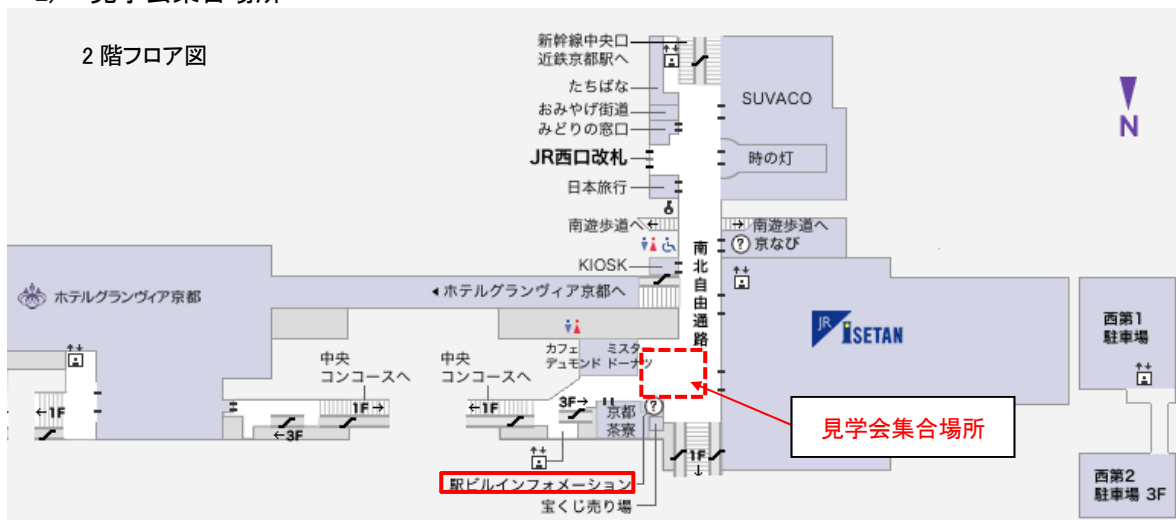 2 階フロア図
新幹線中央口
近鉄京都駅へ
たちばな
おみやげ街道
みどりの窓口
JR西口改札
日本旅行
南遊歩道へ
KIOSK
SUVACO
時の灯
南遊歩道へ
? 京なび
N
南北自由通路
ホテルグランヴィア京都
ホテルグランヴィア京都へ
JR ISETAN
西第1
駐車場
カフェ
デュモンド
ミスタードーナツ
中央
コンコースへ
中央
コンコースへ
←1F
1F→
←3F
←1F
3F→
京都
茶寮
?
1F
見学会集合場所
駅ビルインフォメーション
宝くじ売り場
西第2
駐車場 3F